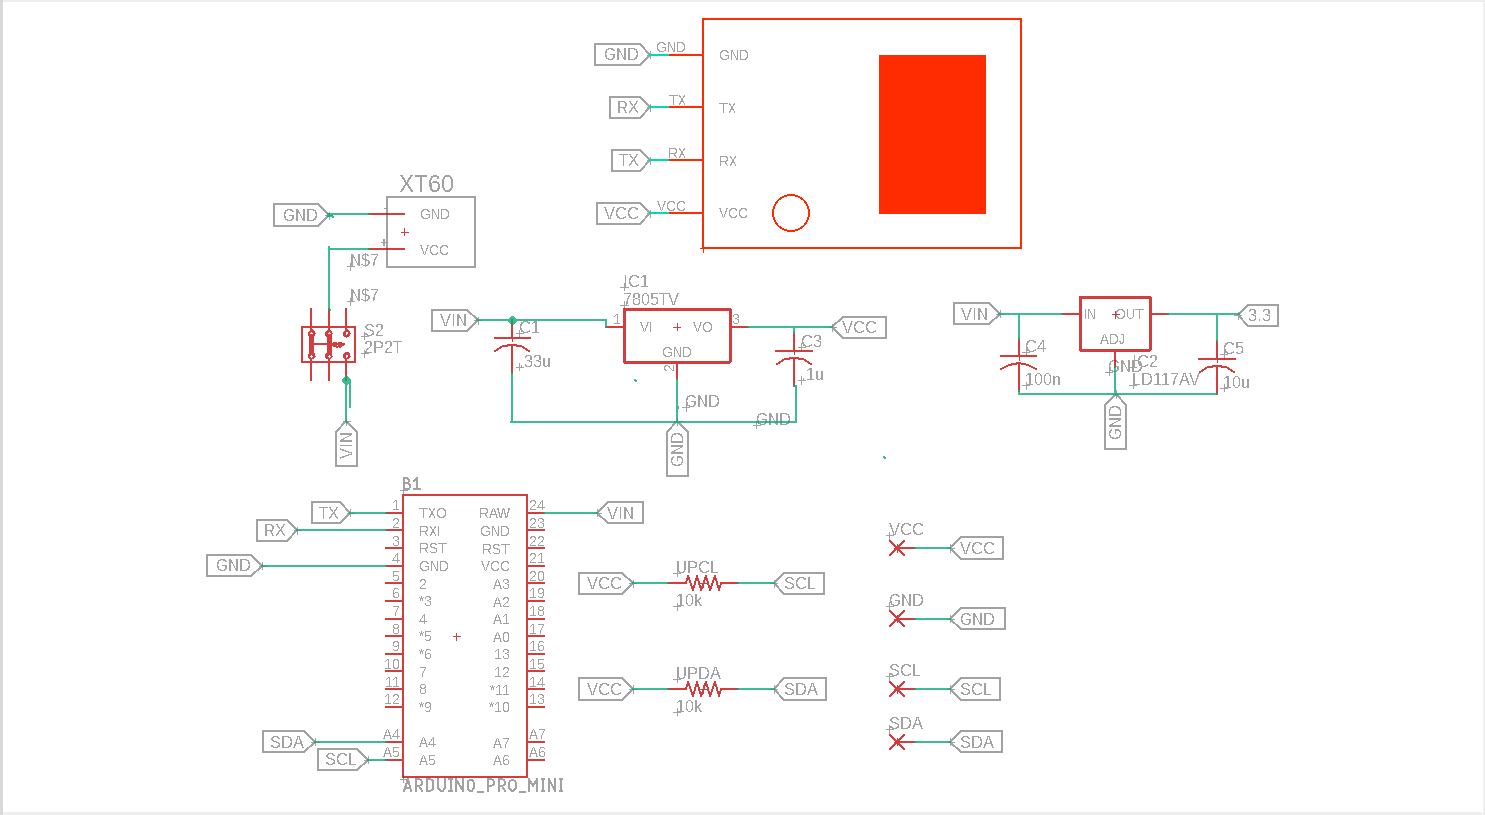 GND GND GND
RX TX TX
TX RX RX
VCC VCC VCC
XT60
GND GND
VCC
N$7
N$7
S2
2P2T
VIN
IC1
7805TV
VIN 1 VI VO 3 VCC
C1
33u
GND
2
C3
1u
GND
GND
GND
VIN IN OUT 3.3
ADJ
C4
100n
GND
IC2
LD117AV
C5
10u
GND
B1
TX 1 TXO RAW 24 VIN
RX 2 RXI GND 23
3 RST RST 22
GND 4 GND VCC 21
5 2 A3 20
6 *3 A2 19
7 4 A1 18
8 *5 A0 17
9 *6 13 16
10 7 12 15
11 8 *11 14
12 *9 *10 13
SDA A4 A4 A7 A7
SCL A5 A5 A6 A6
ARDUINO_PRO_MINI
UPCL
VCC SCL
10k
UPDA
VCC SDA
10k
VCC
VCC
GND
GND
SCL
SCL
SDA
SDA